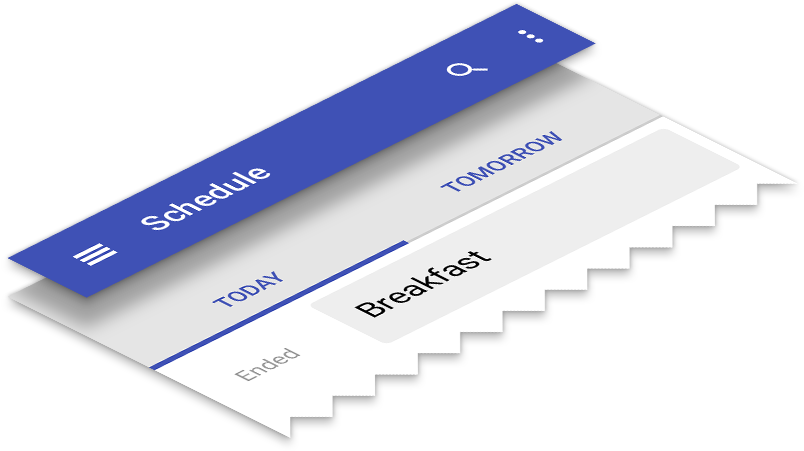 Schedule
TODAY
TOMORROW
Ended
Breakfast